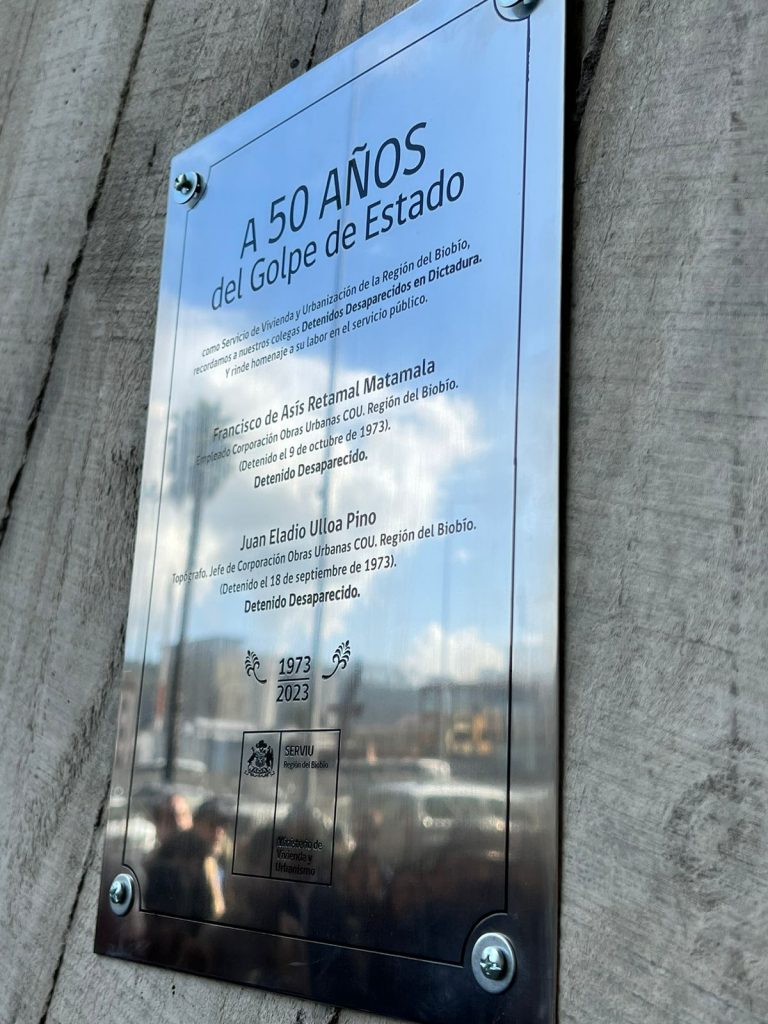 A 50 AÑOS
del Golpe de Estado
como Servicio de Vivienda y Urbanización de la Región del Biobío,
recordamos a nuestros colegas Detenidos Desaparecidos en Dictadura.
Y rinde homenaje a su labor en el servicio público.
Francisco de Asís Retamal Matamala
Empleado Corporación Obras Urbanas COU. Región del Biobío.
(Detenido el 9 de octubre de 1973).
Detenido Desaparecido.
Juan Eladio Ulloa Pino
Topógrafo. Jefe de Corporación Obras Urbanas COU. Región del Biobío.
(Detenido el 18 de septiembre de 1973).
Detenido Desaparecido.
1973
2023
SERVIU
Región del Biobío
Ministerio de
Vivienda y
Urbanismo